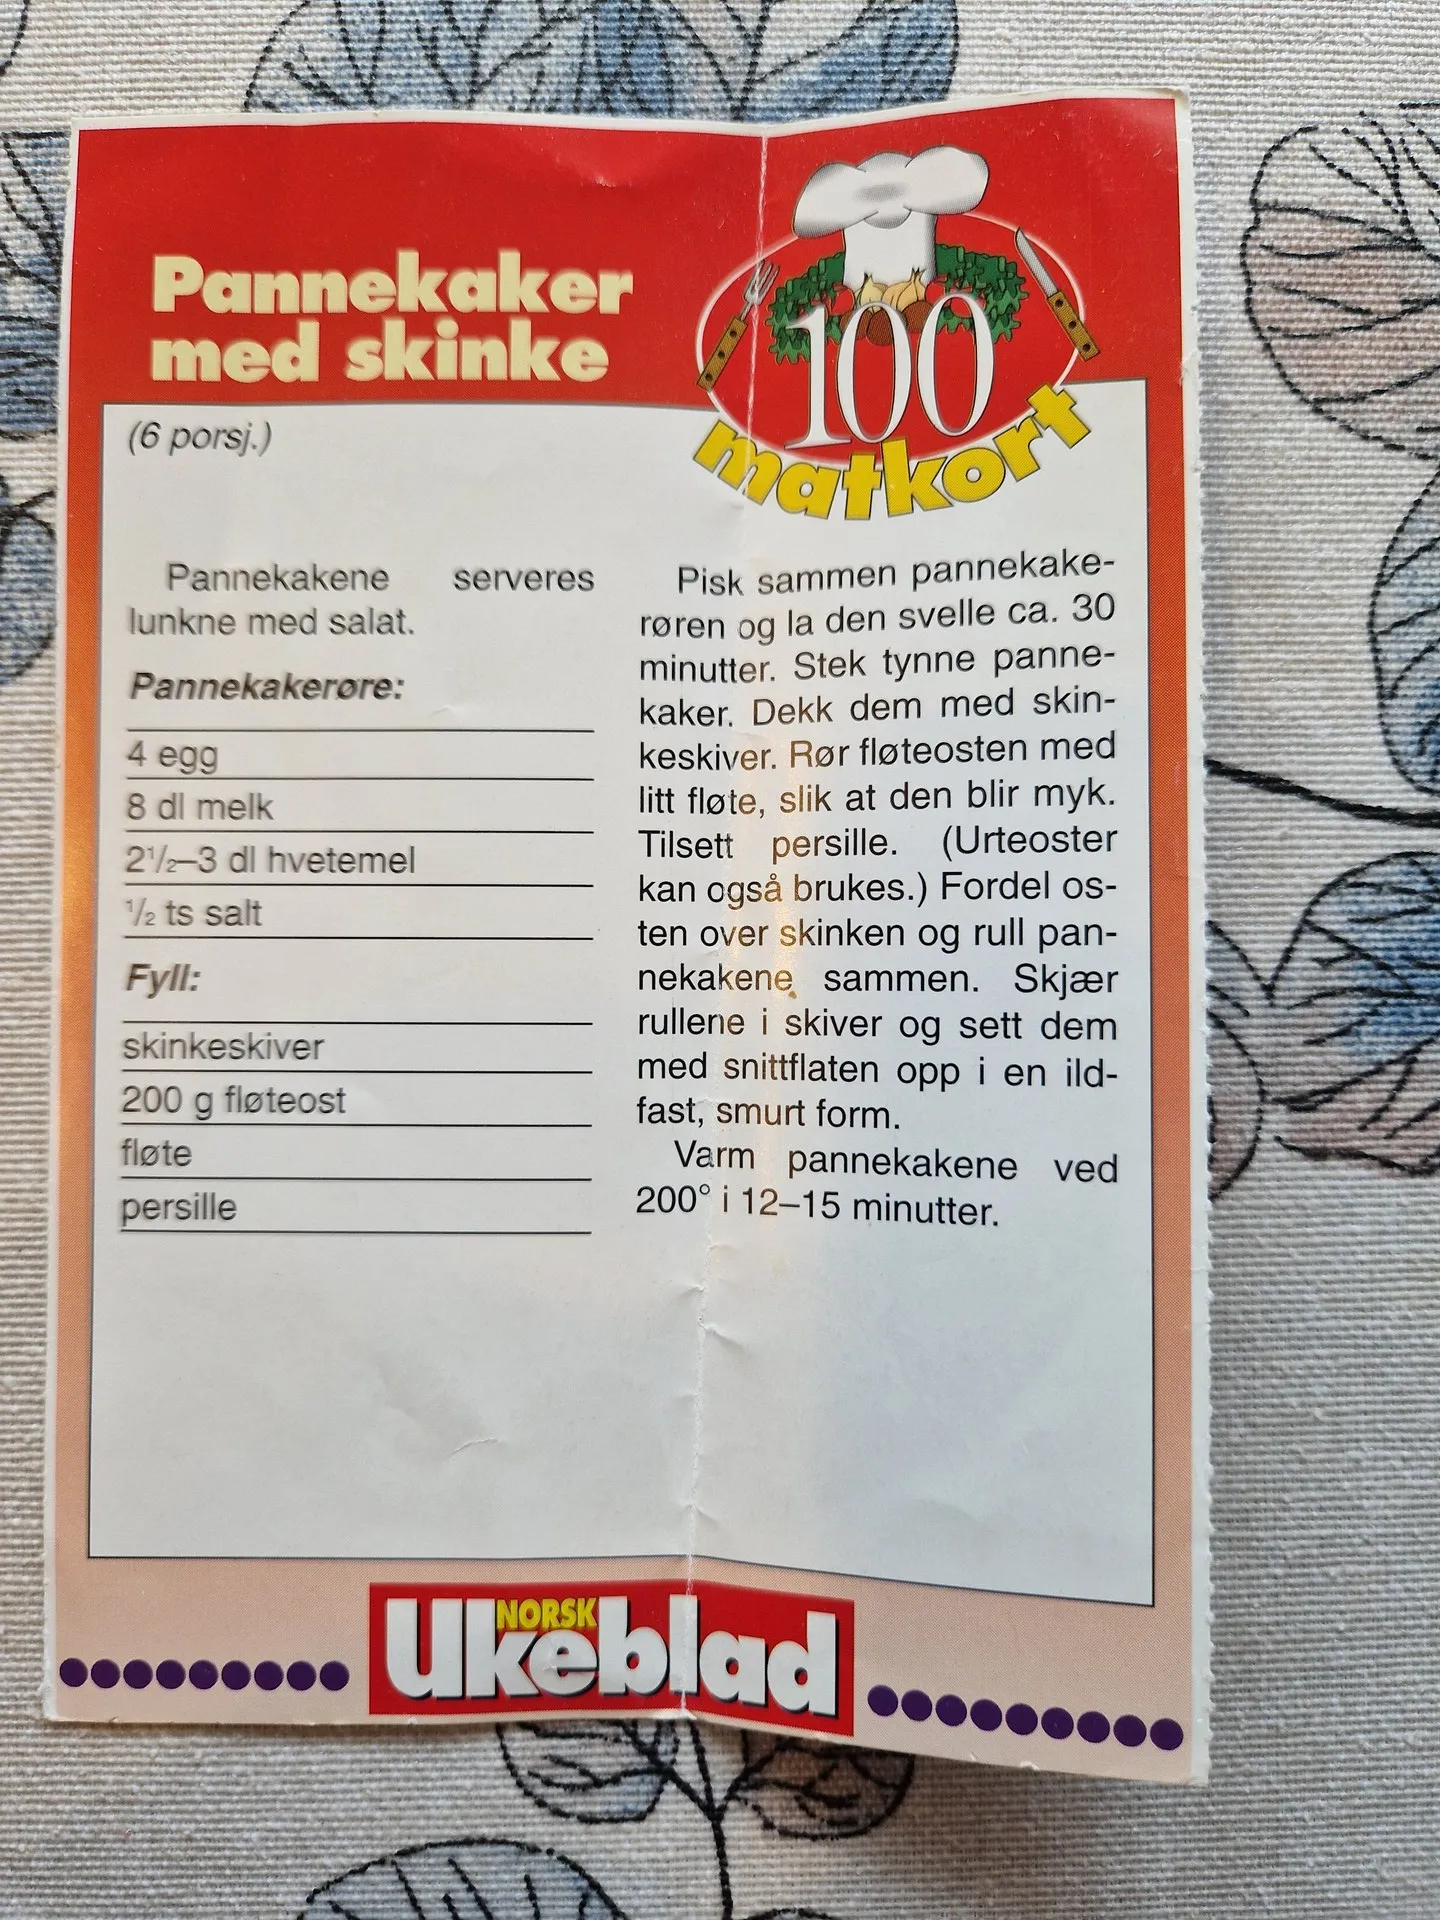 Pannekaker
med skinke
100
matkort
(6 porsj.)
Pannekakene serveres
lunkne med salat.
Pannekakerøre:
4 egg
8 dl melk
2½–3 dl hvetemel
½ ts salt
Fyll:
skinkeskiver
200 g fløteost
fløte
persille
Pisk sammen pannekake-
røren og la den svelle ca. 30
minutter. Stek tynne panne-
kaker. Dekk dem med skin-
keskiver. Rør fløteosten med
litt fløte, slik at den blir myk.
Tilsett persille. (Urteoster
kan også brukes.) Fordel os-
ten over skinken og rull pan-
nekakene sammen. Skjær
rullene i skiver og sett dem
med snittflaten opp i en ild-
fast, smurt form.
Varm pannekakene ved
200° i 12–15 minutter.
NORSK
Ukeblad